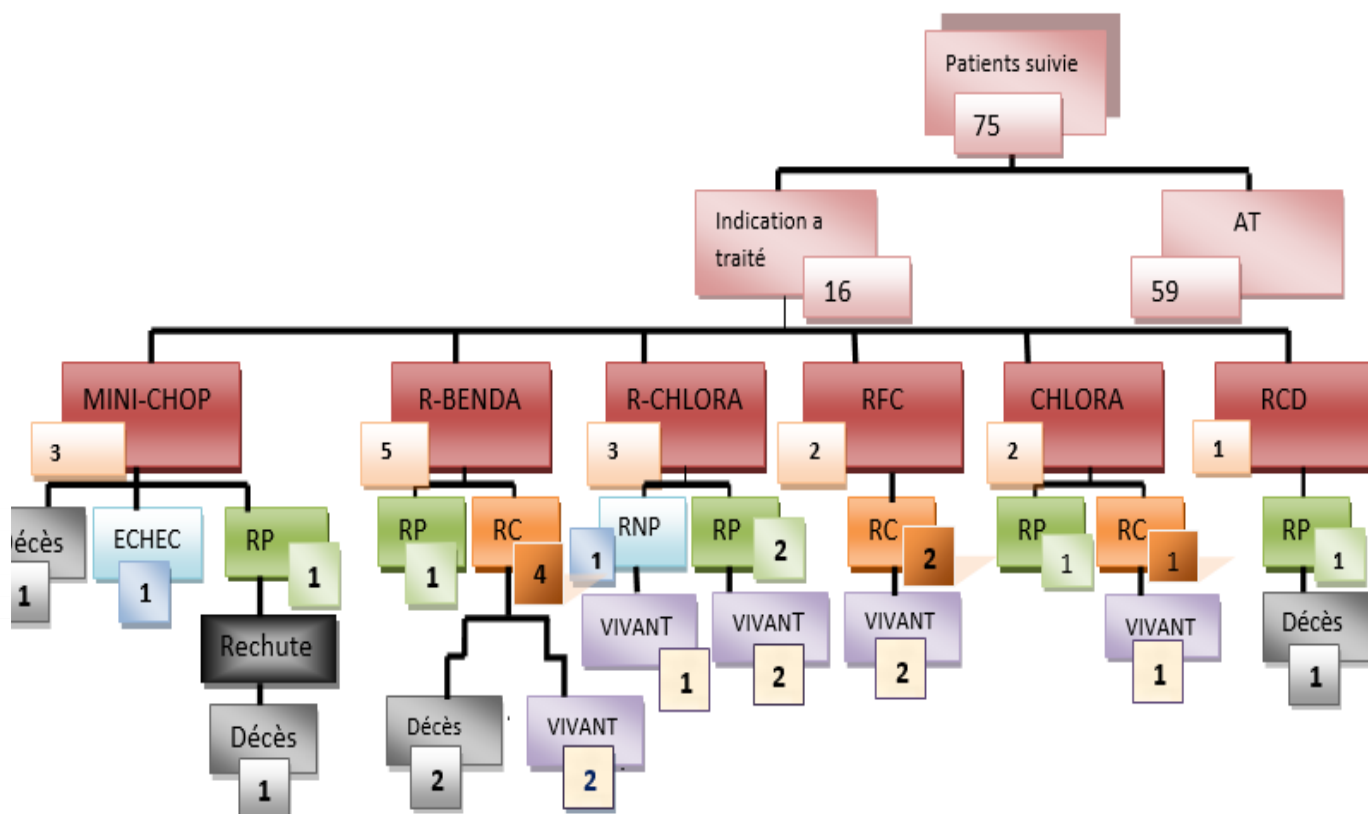 Patients suivie
75
Indication a
traité
16
AT
59
MINI-CHOP
3
R-BENDA
5
R-CHLORA
3
RFC
2
CHLORA
2
RCD
1
écès
1
ECHEC
1
RP
1
RP
1
RC
4
RNP
1
RP
2
RC
2
RP
1
RC
1
RP
1
Rechute
VIVANT
1
VIVANT
2
VIVANT
2
VIVANT
1
Décès
1
Décès
1
Décès
2
VIVANT
2